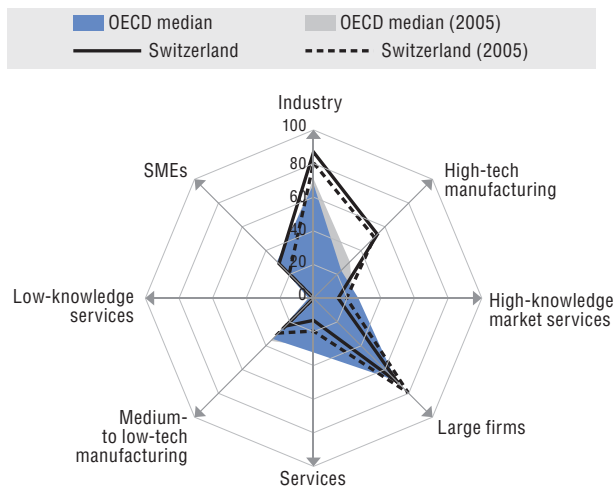 OECD median
OECD median (2005)
Switzerland
Switzerland (2005)
Industry
100
80
60
40
20
0
SMEs
High-tech
manufacturing
Low-knowledge
services
High-knowledge
market services
Medium-
to low-tech
manufacturing
Large firms
Services